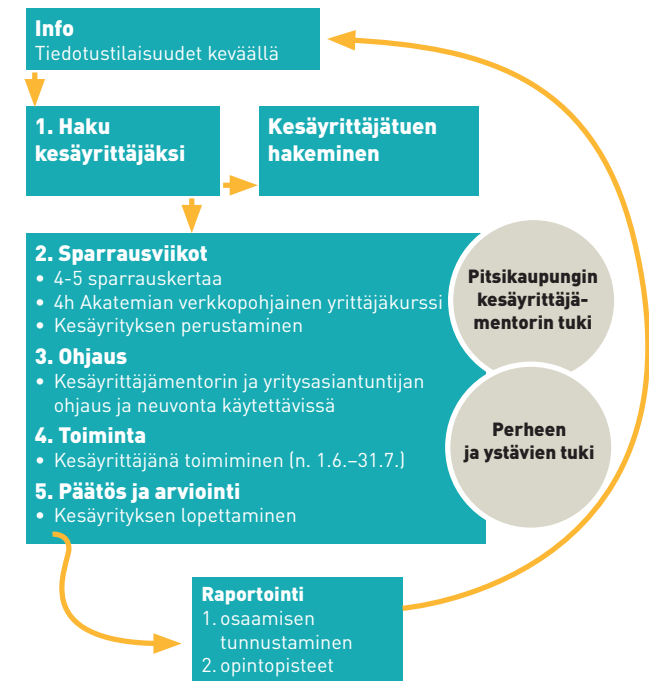 Info
Tiedotustilaisuudet keväällä
1. Haku
kesäyrittäjäksi
Kesäyrittäjätuen
hakeminen
2. Sparrausviikot
• 4-5 sparrauskertaa
• 4h Akatemian verkkopohjainen yrittäjäkurssi
• Kesäyrityksen perustaminen
3. Ohjaus
• Kesäyrittäjämentorin ja yritysasiantuntijan
ohjaus ja neuvonta käytettävissä
4. Toiminta
• Kesäyrittäjänä toimiminen (n. 1.6.–31.7.)
5. Päätös ja arviointi
• Kesäyrityksen lopettaminen
Pitsikaupungin
kesäyrittäjä-
mentorin tuki
Perheen
ja ystävien tuki
Raportointi
1. osaamisen
tunnustaminen
2. opintopisteet